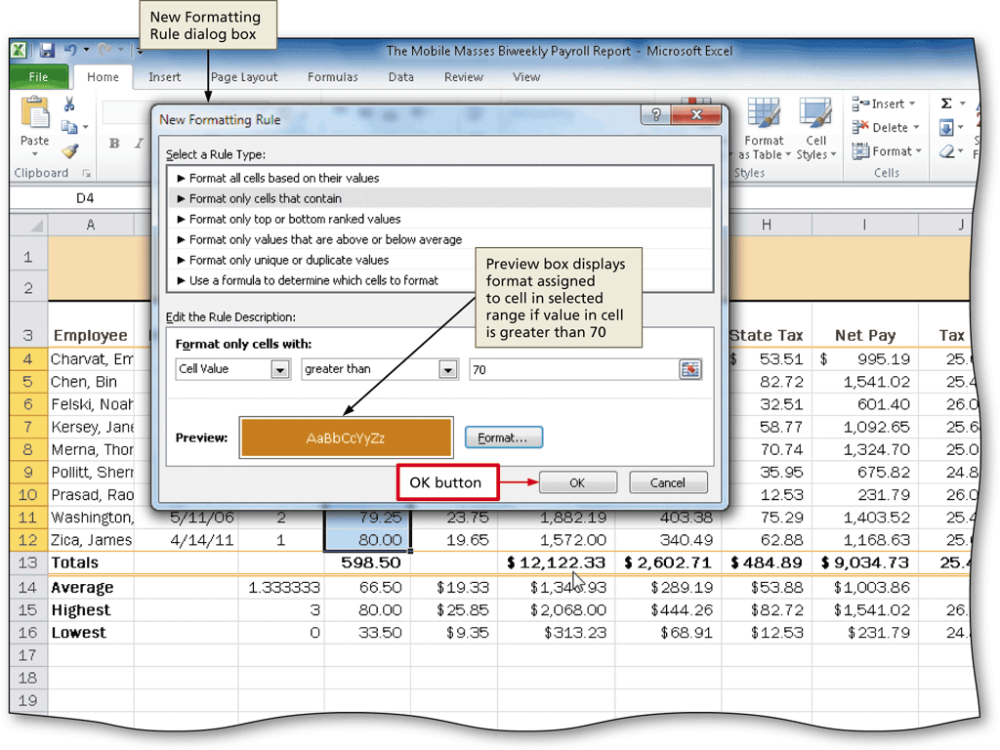 New Formatting
Rule dialog box
The Mobile Masses Biweekly Payroll Report - Microsoft Excel
File Home Insert Page Layout Formulas Data Review View
Paste
B I
Clipboard
Format
as Table
Cell
Styles
Styles
Insert
Delete
Format
Cells
Σ
D4
New Formatting Rule
Select a Rule Type:
► Format all cells based on their values
► Format only cells that contain
► Format only top or bottom ranked values
► Format only values that are above or below average
► Format only unique or duplicate values
► Use a formula to determine which cells to format
Preview box displays
format assigned
to cell in selected
range if value in cell
is greater than 70
Edit the Rule Description:
Format only cells with:
Cell Value greater than 70
Preview: AaBbCcYyZz Format...
OK button
OK Cancel
A H I J
1
2
3 Employee State Tax Net Pay Tax
4 Charvat, Em $ 53.51 $ 995.19 25.
5 Chen, Bin 82.72 1,541.02 25.4
6 Felski, Noah 32.51 601.40 26.0
7 Kersey, Jane 58.77 1,092.65 25.6
8 Merna, Thor 70.74 1,324.70 25.0
9 Pollitt, Sherr 35.95 675.82 24.8
10 Prasad, Rao 12.53 231.79 26.0
11 Washington, 5/11/06 2 79.25 23.75 1,882.19 403.38 75.29 1,403.52 25.4
12 Zica, James 4/14/11 1 80.00 19.65 1,572.00 340.49 62.88 1,168.63 25.
13 Totals 598.50 $ 12,122.33 $ 2,602.71 $ 484.89 $ 9,034.73 25.4
14 Average 1.333333 66.50 $19.33 $1,346.93 $289.19 $53.88 $1,003.86
15 Highest 3 80.00 $25.85 $2,068.00 $444.26 $82.72 $1,541.02 26.
16 Lowest 0 33.50 $9.35 $313.23 $68.91 $12.53 $231.79 24.
17
18
19